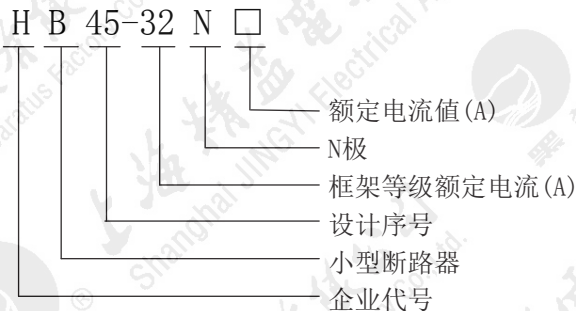 H B 45-32 N □
额定电流值(A)
N极
框架等级额定电流(A)
设计序号
小型断路器
企业代号